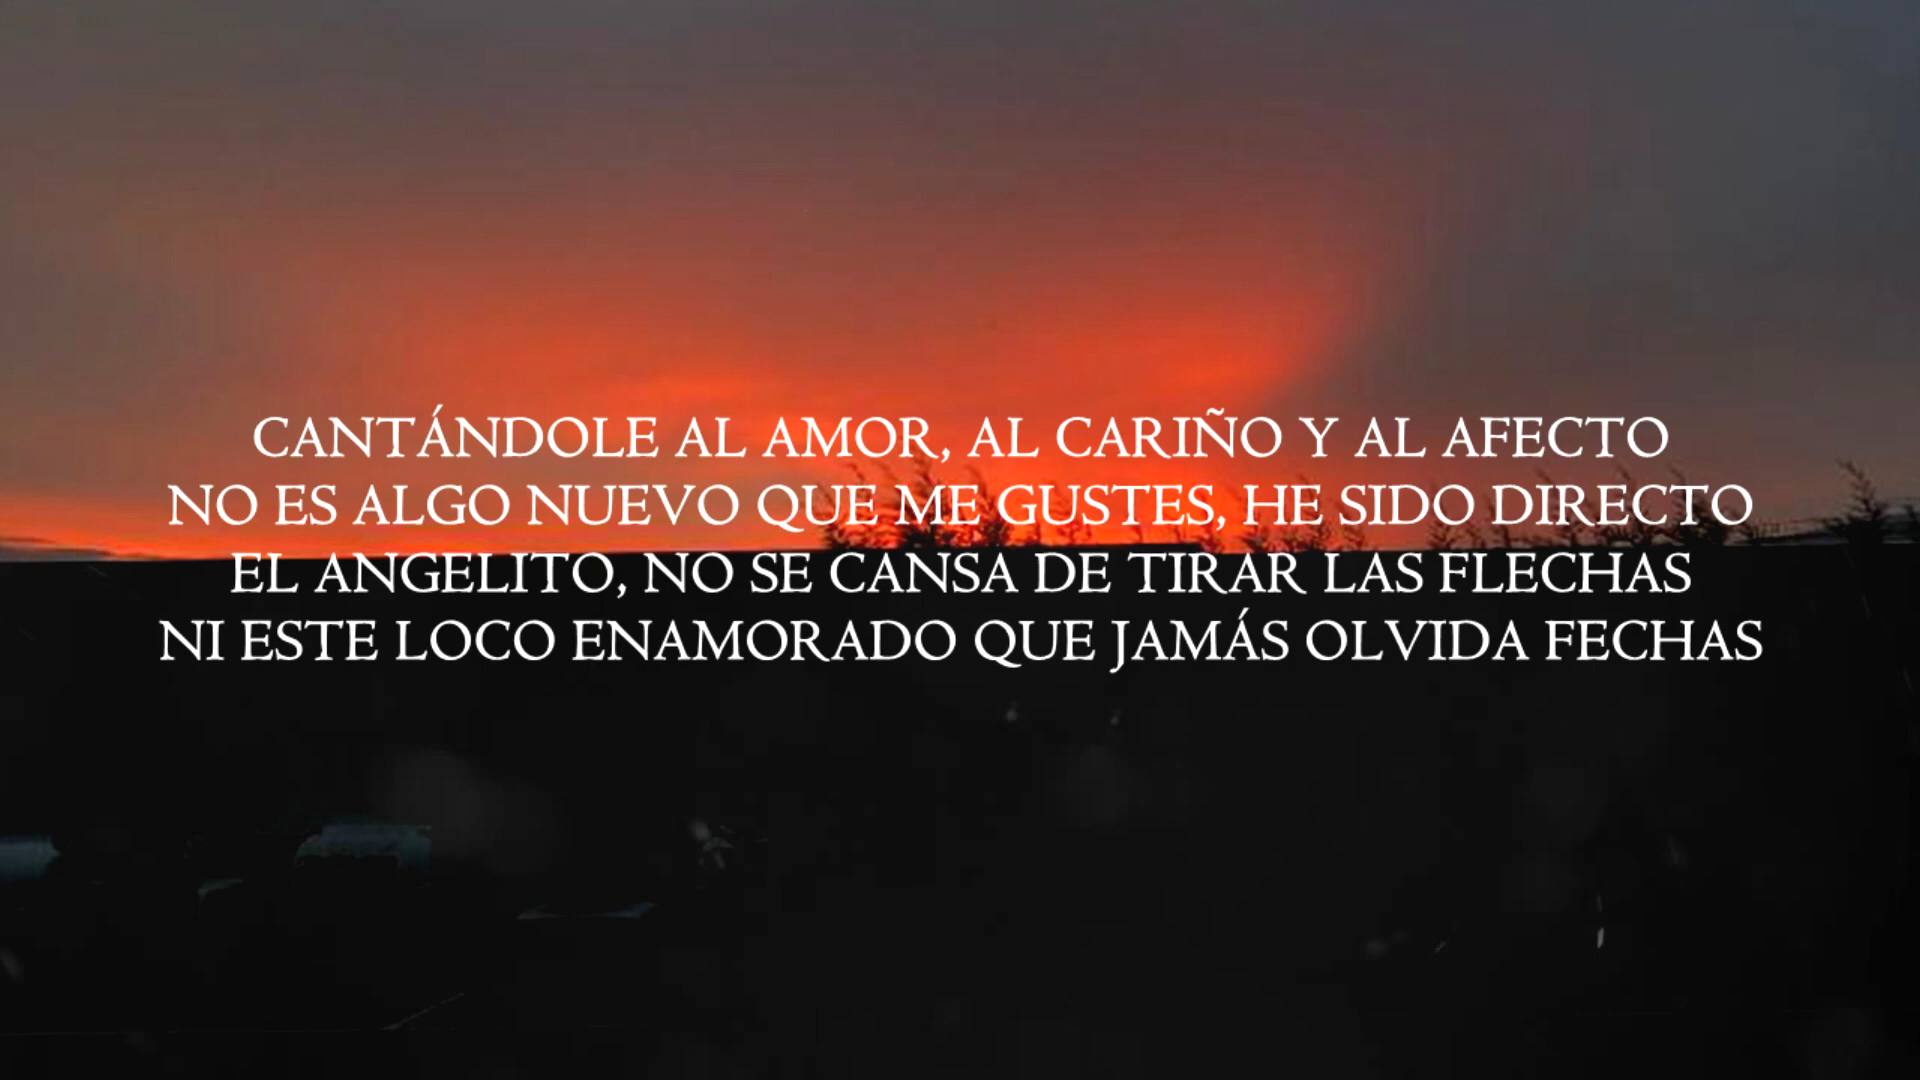 CANTÁNDOLE AL AMOR, AL CARIÑO Y AL AFECTO
NO ES ALGO NUEVO QUE ME GUSTES, HE SIDO DIRECTO
EL ANGELITO, NO SE CANSA DE TIRAR LAS FLECHAS
NI ESTE LOCO ENAMORADO QUE JAMÁS OLVIDA FECHAS